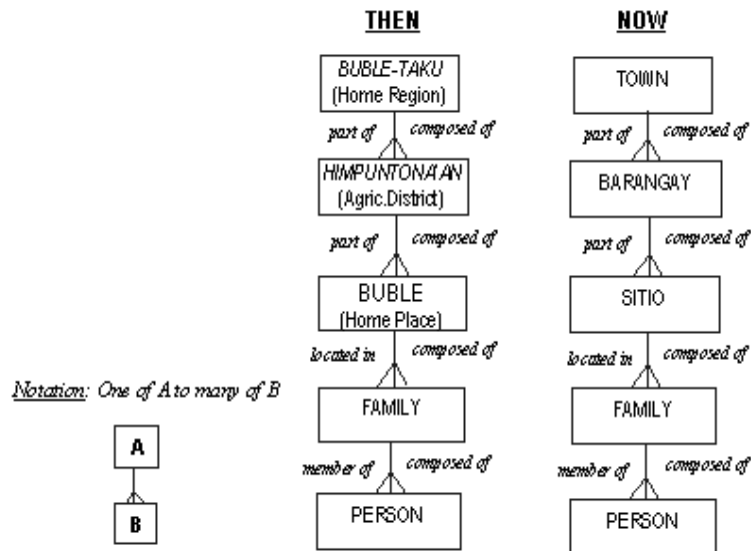 THEN
BUBLE-TAKU
(Home Region)
part of composed of
HIMPUNTONA'AN
(Agric.District)
part of composed of
BUBLE
(Home Place)
located in composed of
FAMILY
member of composed of
PERSON
NOW
TOWN
part of composed of
BARANGAY
part of composed of
SITIO
located in composed of
FAMILY
member of composed of
PERSON
Notation: One of A to many of B
A
B